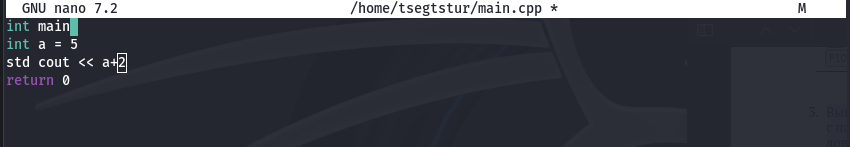 GNU nano 7.2 /home/tsegtstur/main.cpp * M
int main
int a = 5
std cout << a+2
return 0